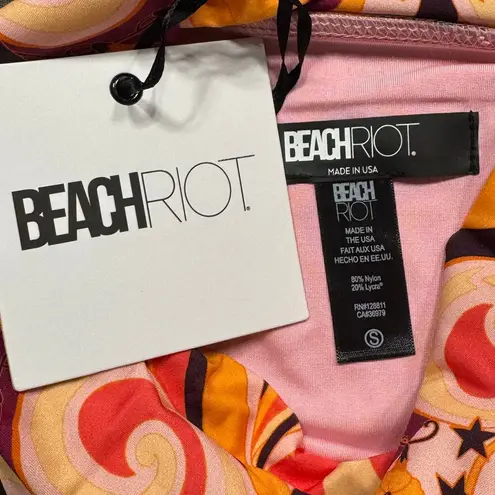 BEACHRIOT.
BEACHRIOT.
MADE IN USA
BEACH
RIOT
MADE IN
THE USA
FAIT AUX USA
HECHO EN EE.UU.
80% Nylon
20% Lycra®
RN#128811
CA#36979
S